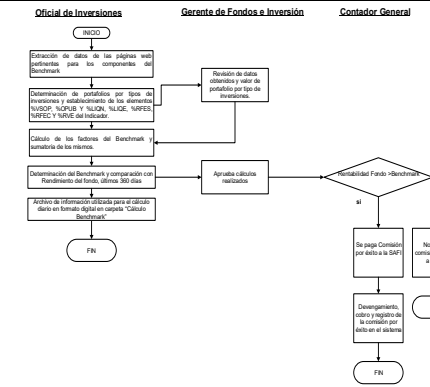 Oficial de Inversiones
Gerente de Fondos e Inversión
Contador General
INICIO
Extracción de datos de las páginas web
pertinentes para los componentes del
Benchmark
Revisión de datos
obtenidos y valor de
portafolio por tipo de
inversiones.
Determinación de portafolios por tipos de
inversiones y establecimiento de los elementos
%VSOP, %OPUB Y %LIQN, %LIQE, %RFES,
%RFEC Y %RVE del Indicador.
Cálculo de los factores del Benchmark y
sumatoria de los mismos.
Determinación del Benchmark y comparación con
Rendimiento del fondo, últimos 360 días
Aprueba cálculos
realizados
Rentabilidad Fondo >Benchmark
si
Archivo de información utilizada para el cálculo
diario en formato digital en carpeta “Cálculo
Benchmark”
FIN
Se paga Comisión
por éxito a la SAFI
No
comis
a
Devengamiento,
cobro y registro de
la comisión por
éxito en el sistema
FIN